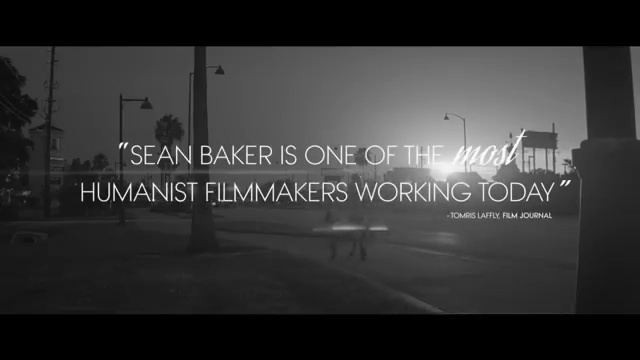 "SEAN BAKER IS ONE OF THE most
HUMANIST FILMMAKERS WORKING TODAY"
–TOMRIS LAFFLY, FILM JOURNAL